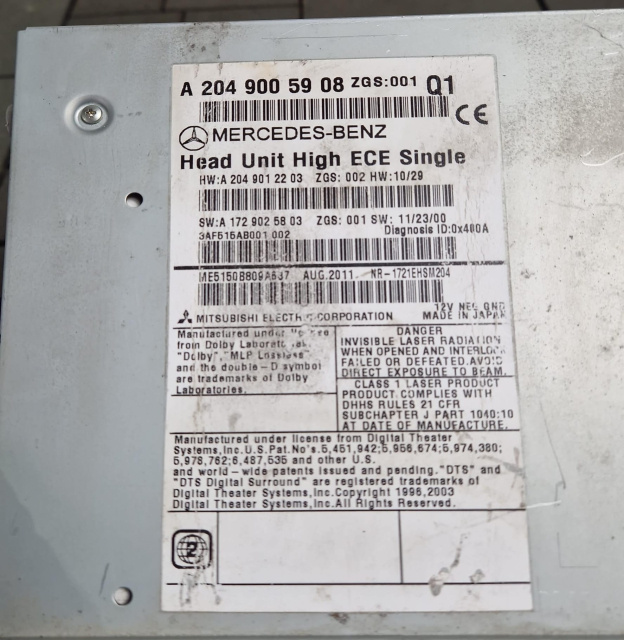 A 204 900 59 08 ZGS:001 Q1
CE
MERCEDES-BENZ
Head Unit High ECE Single
HW:A 204 901 22 03 ZGS: 002 HW:10/29
SW:A 172 902 58 03 ZGS: 001 SW: 11/23/00
3AF515AB001 002 Diagnosis ID:0x400A
AUG.2011. NR-1721EHSM204
12V NEG GND
MITSUBISHI ELECTRIC CORPORATION MADE IN JAPAN
Manufactured under
from Dolby
"Dolby", "MLP Lossless"
and the double-D symbol
are trademarks of Dolby
Laboratories.
DANGER
INVISIBLE LASER RADIATION
WHEN OPENED AND INTERLOCK
FAILED OR DEFEATED.AVOID
DIRECT EXPOSURE TO BEAM.
CLASS 1 LASER PRODUCT
PRODUCT COMPLIES WITH
DHHS RULES 21 CFR
SUBCHAPTER J PART 1040:10
AT DATE OF MANUFACTURE.
Manufactured under license from Digital Theater
Systems,Inc.U.S.Pat.No's.5,451,942;5,956,674;5,974,380;
5,978,762;6,487,535 and other U.S.
and world-wide patents issued and pending. "DTS" and
"DTS Digital Surround" are registered trademarks of
Digital Theater Systems,Inc.Copyright 1996,2003
Digital Theater Systems,Inc.All Rights Reserved.
2